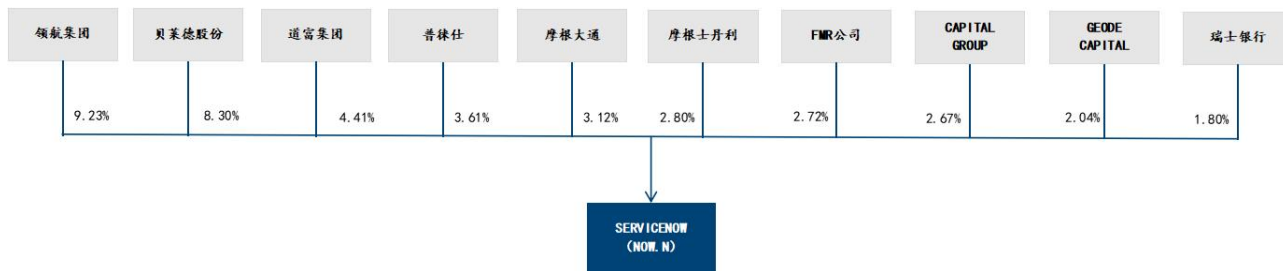 领航集团
贝莱德股份
道富集团
普徕仕
摩根大通
摩根士丹利
FMR公司
CAPITAL
GROUP
GEODE
CAPITAL
瑞士银行
9.23%
8.30%
4.41%
3.61%
3.12%
2.80%
2.72%
2.67%
2.04%
1.80%
SERVICENOW
(NOW.N)